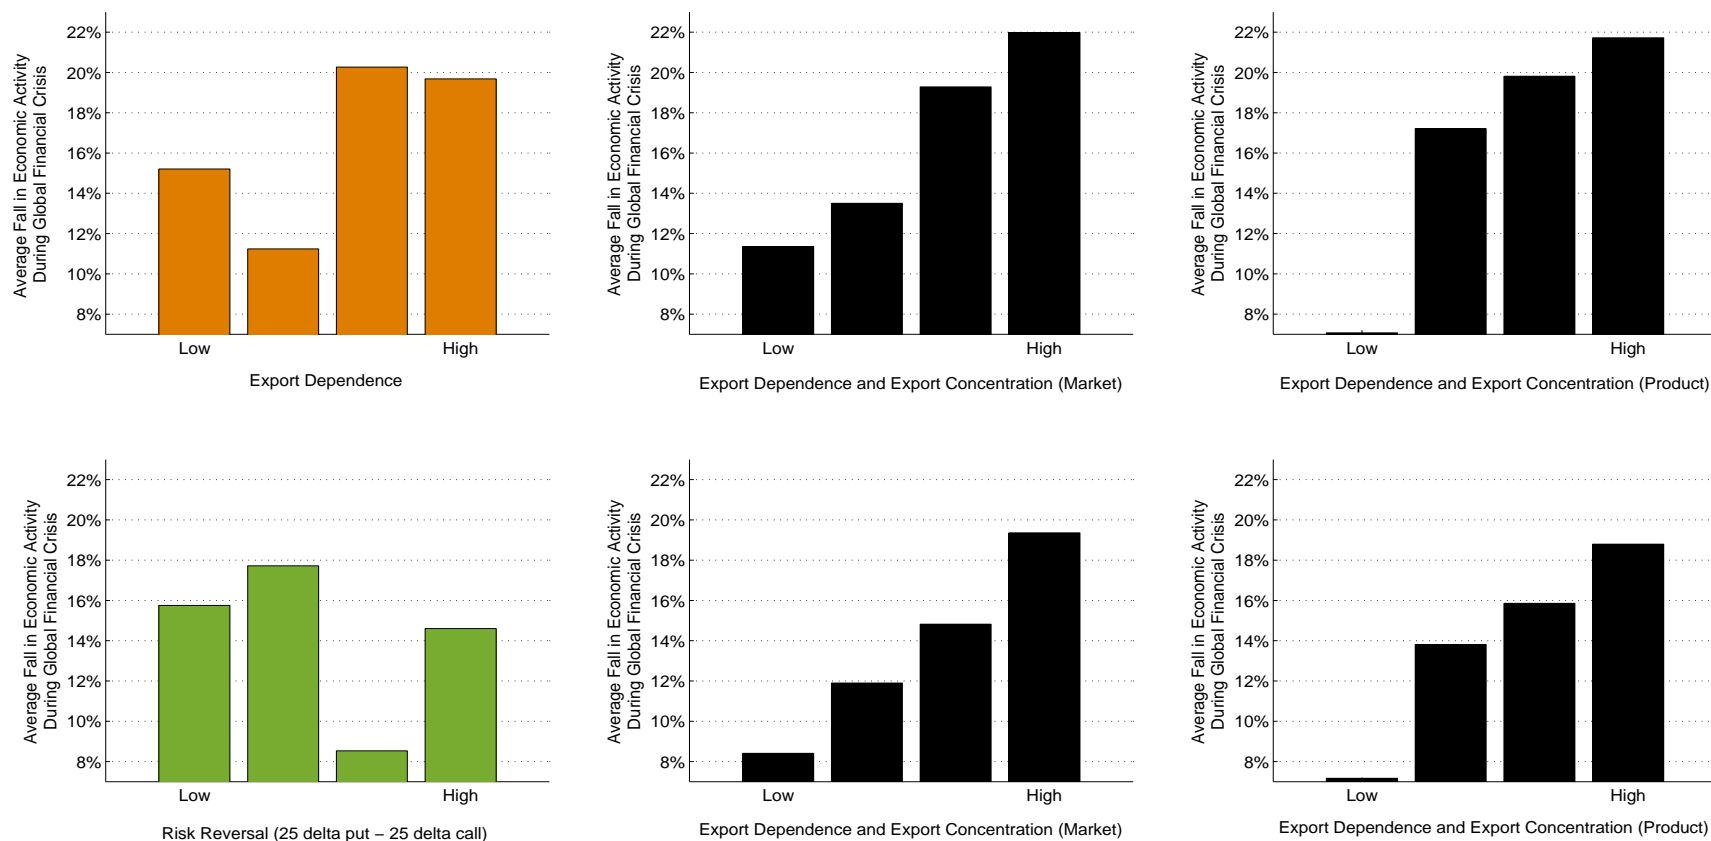 Average Fall in Economic Activity
During Global Financial Crisis
22%
20%
18%
16%
14%
12%
10%
8%
Low
High
Export Dependence
Average Fall in Economic Activity
During Global Financial Crisis
22%
20%
18%
16%
14%
12%
10%
8%
Low
High
Export Dependence and Export Concentration (Market)
Average Fall in Economic Activity
During Global Financial Crisis
22%
20%
18%
16%
14%
12%
10%
8%
Low
High
Export Dependence and Export Concentration (Product)
Average Fall in Economic Activity
During Global Financial Crisis
22%
20%
18%
16%
14%
12%
10%
8%
Low
High
Risk Reversal (25 delta put – 25 delta call)
Average Fall in Economic Activity
During Global Financial Crisis
22%
20%
18%
16%
14%
12%
10%
8%
Low
High
Export Dependence and Export Concentration (Market)
Average Fall in Economic Activity
During Global Financial Crisis
22%
20%
18%
16%
14%
12%
10%
8%
Low
High
Export Dependence and Export Concentration (Product)